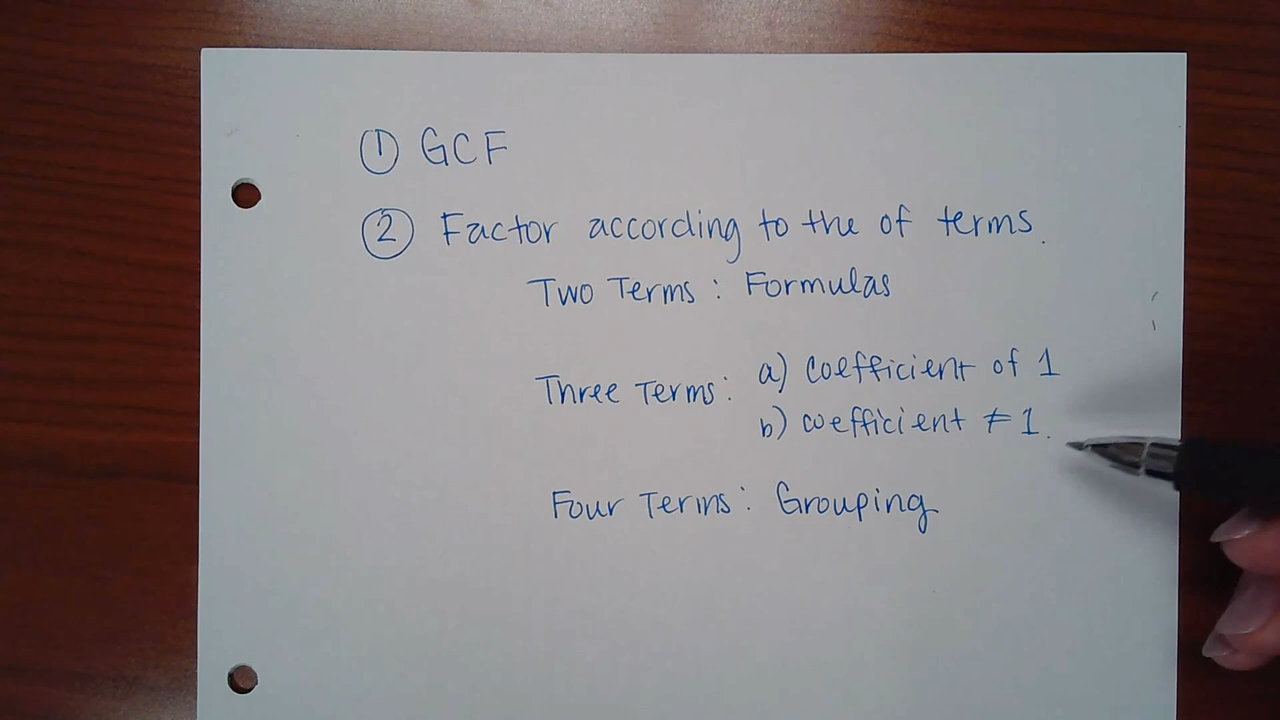 ① GCF
② Factor according to the of terms.
Two Terms : Formulas
Three Terms : a) coefficient of 1
b) coefficient ≠ 1.
Four Terms : Grouping